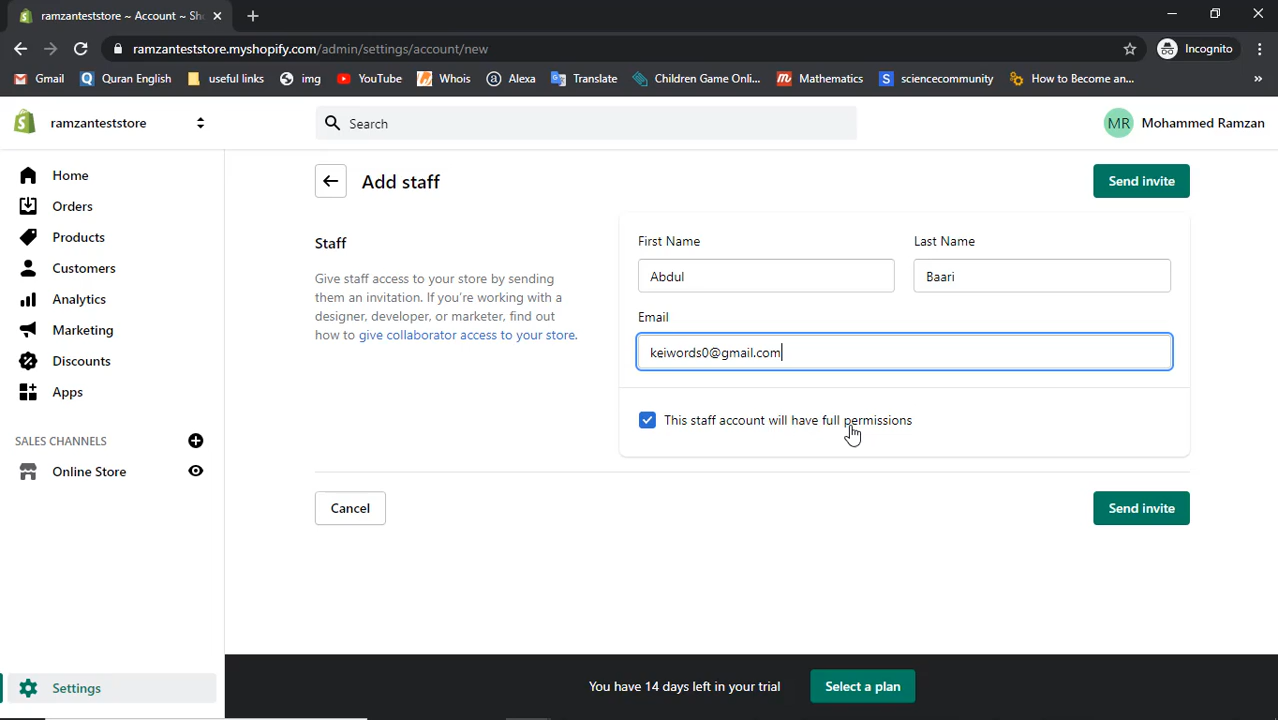 ramzanteststore ~ Account ~ Sho
ramzanteststore.myshopify.com/admin/settings/account/new
Incognito
Gmail
Quran English
useful links
img
YouTube
Whois
Alexa
Translate
Children Game Onli...
Mathematics
sciencecommunity
How to Become an...
»
ramzanteststore
Search
MR
Mohammed Ramzan
Home
Orders
Products
Customers
Analytics
Marketing
Discounts
Apps
SALES CHANNELS
Online Store
Settings
Add staff
Send invite
Staff
Give staff access to your store by sending
them an invitation. If you're working with a
designer, developer, or marketer, find out
how to give collaborator access to your store.
First Name
Last Name
Abdul
Baari
Email
keiwords0@gmail.com
This staff account will have full permissions
Cancel
Send invite
You have 14 days left in your trial
Select a plan